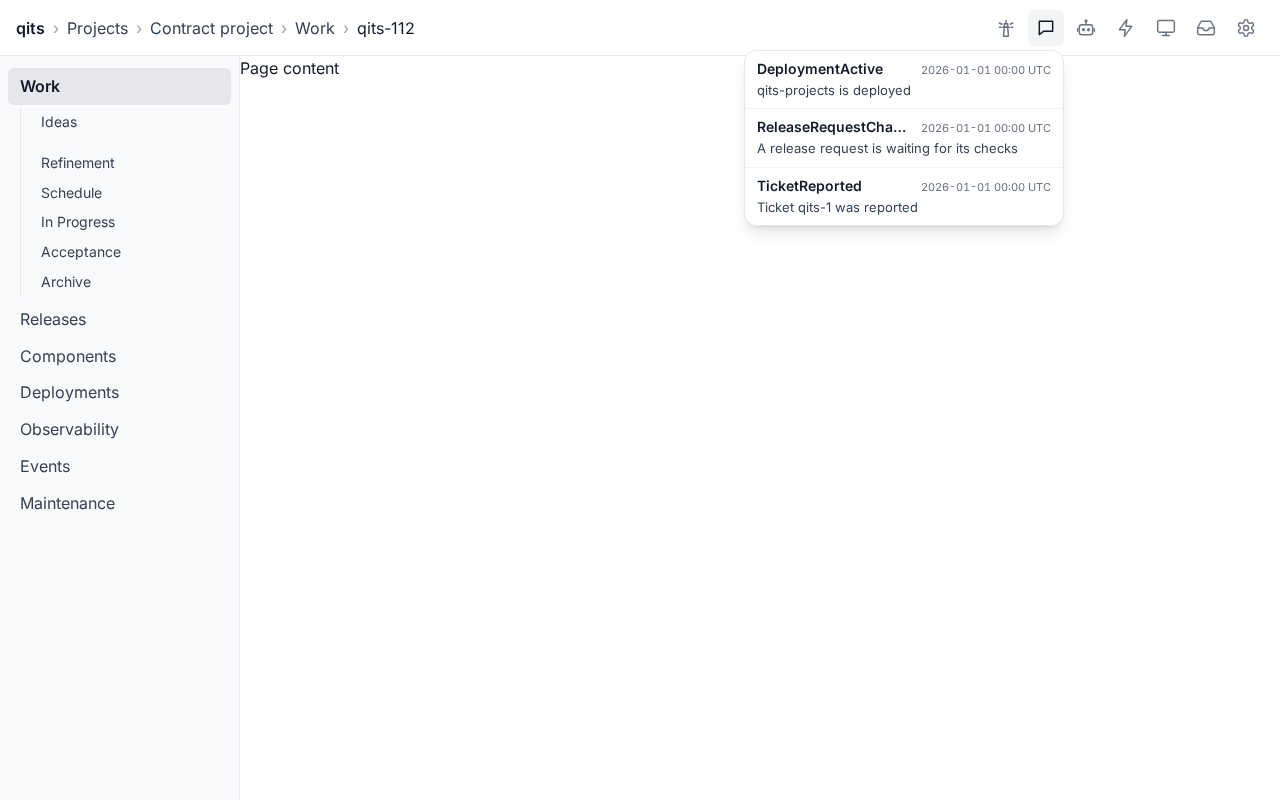 qits › Projects › Contract project › Work › qits-112
Work
Ideas
Refinement
Schedule
In Progress
Acceptance
Archive
Releases
Components
Deployments
Observability
Events
Maintenance
Page content
DeploymentActive 2026-01-01 00:00 UTC
qits-projects is deployed
ReleaseRequestCha... 2026-01-01 00:00 UTC
A release request is waiting for its checks
TicketReported 2026-01-01 00:00 UTC
Ticket qits-1 was reported